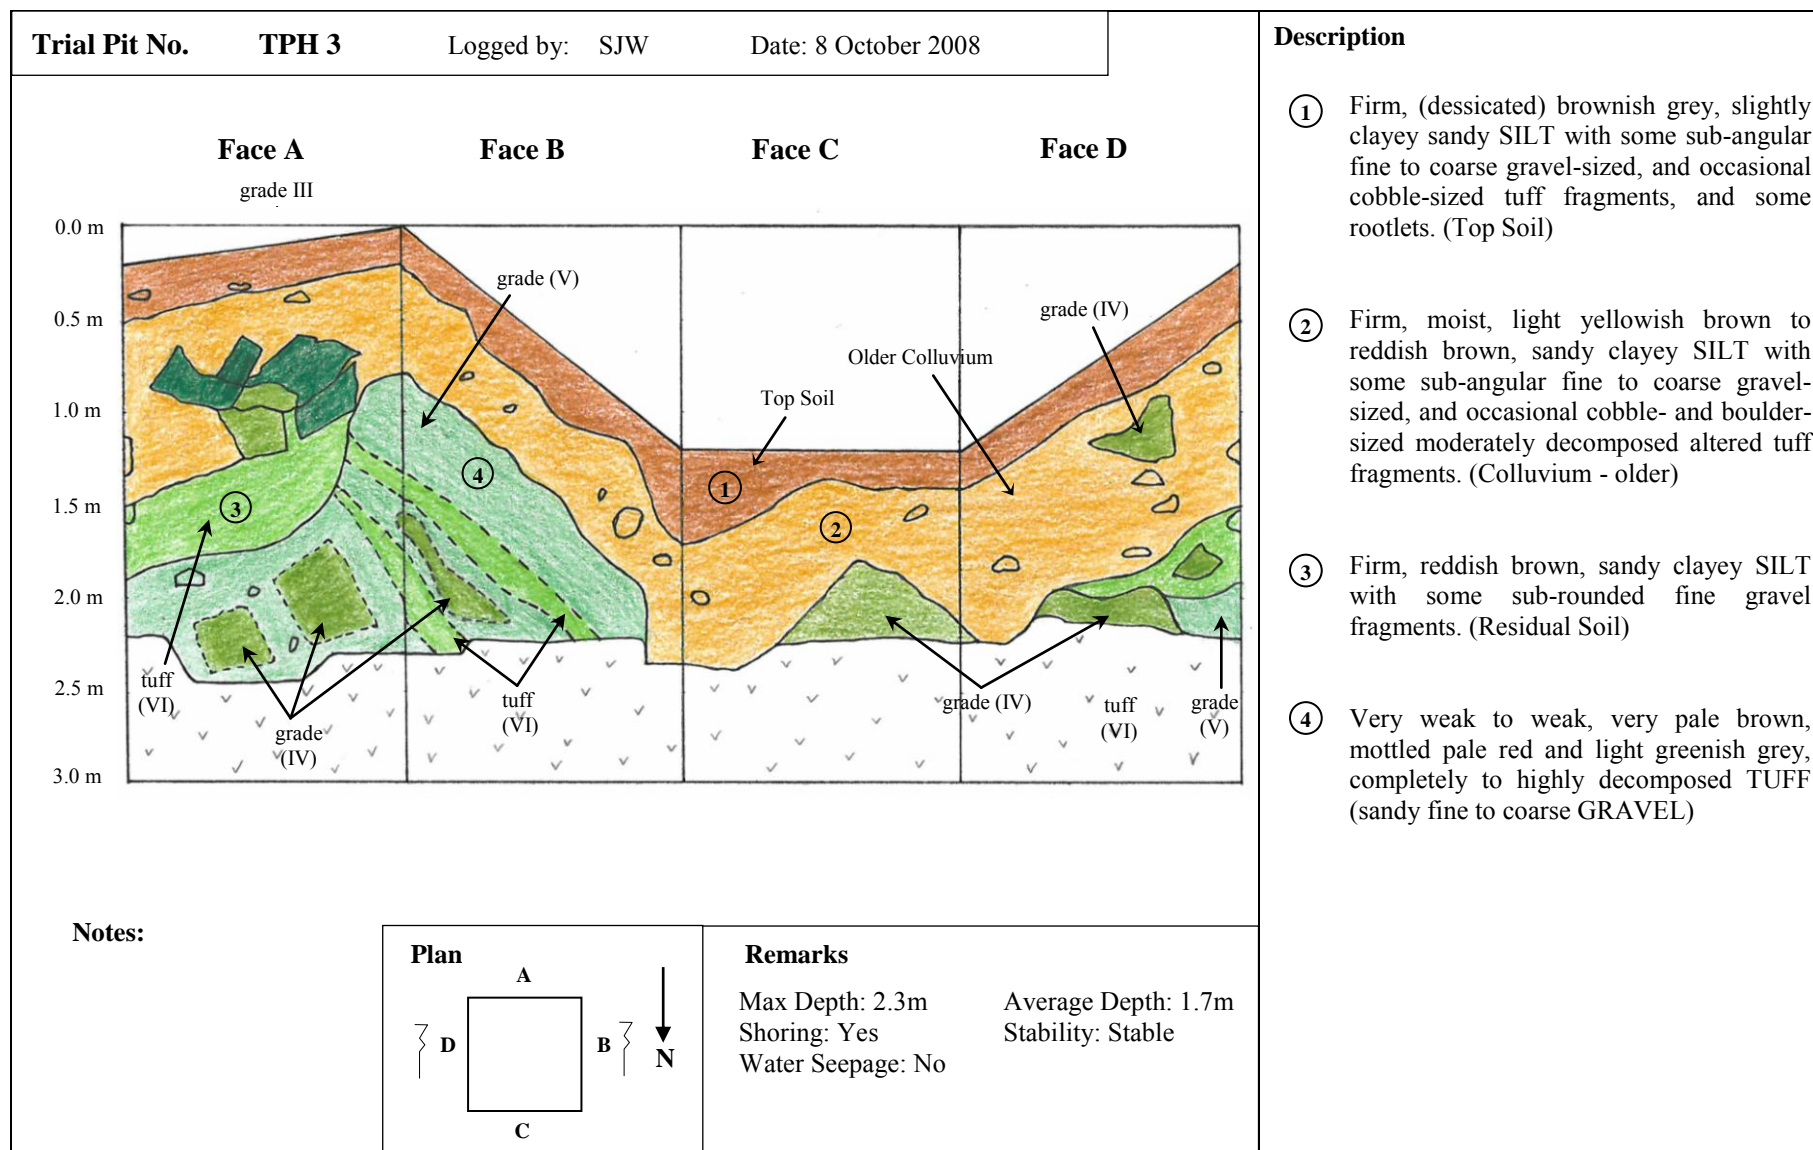 Trial Pit No. TPH 3 Logged by: SJW Date: 8 October 2008
Face A Face B Face C Face D
grade III
0.0 m
0.5 m
1.0 m
1.5 m
2.0 m
2.5 m
3.0 m
grade (V)
grade (IV)
Older Colluvium
Top Soil
1
2
3
4
tuff
(VI)
grade
(IV)
tuff
(VI)
grade (IV)
tuff
(VI)
grade
(V)
Notes:
Plan
A
D
B
C
N
Remarks
Max Depth: 2.3m Average Depth: 1.7m
Shoring: Yes Stability: Stable
Water Seepage: No
Description
1 Firm, (dessicated) brownish grey, slightly
clayey sandy SILT with some sub-angular
fine to coarse gravel-sized, and occasional
cobble-sized tuff fragments, and some
rootlets. (Top Soil)
2 Firm, moist, light yellowish brown to
reddish brown, sandy clayey SILT with
some sub-angular fine to coarse gravel-
sized, and occasional cobble- and boulder-
sized moderately decomposed altered tuff
fragments. (Colluvium - older)
3 Firm, reddish brown, sandy clayey SILT
with some sub-rounded fine gravel
fragments. (Residual Soil)
4 Very weak to weak, very pale brown,
mottled pale red and light greenish grey,
completely to highly decomposed TUFF
(sandy fine to coarse GRAVEL)